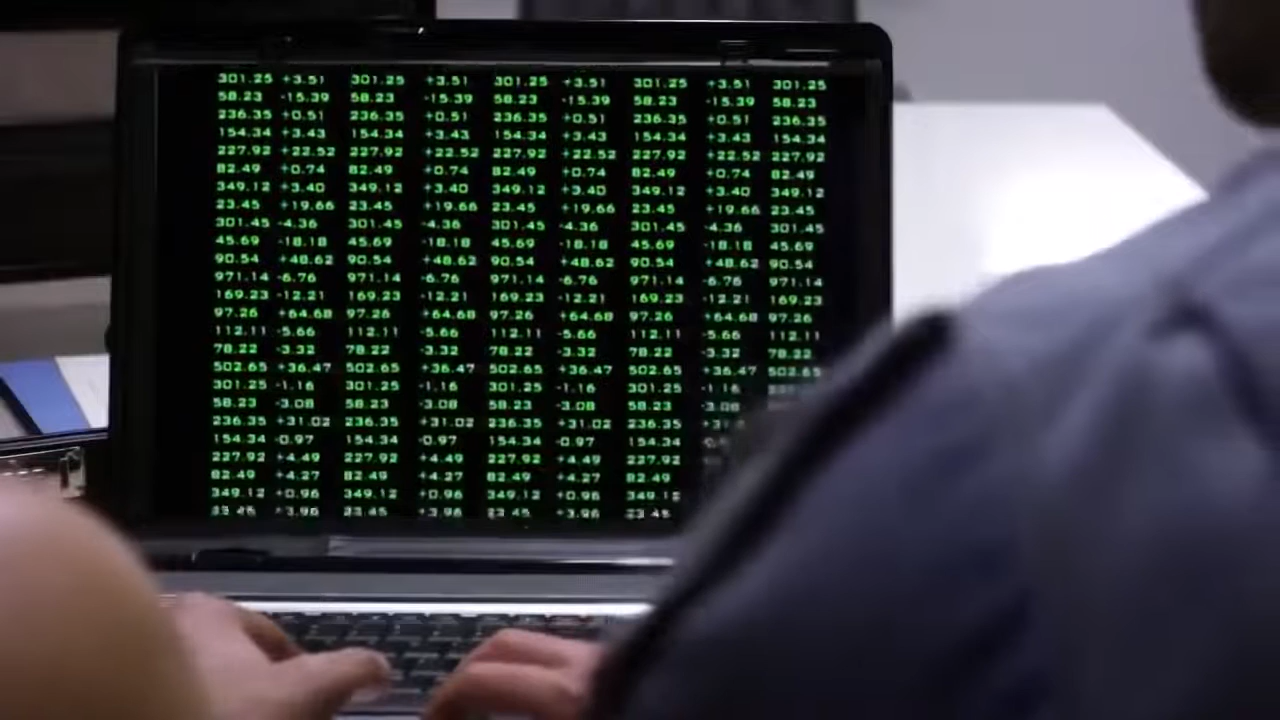 301.25 +3.51 301.25 +3.51 301.25 +3.51 301.25 +3.51 301.25
58.23 -15.39 58.23 -15.39 58.23 -15.39 58.23 -15.39 58.23
236.35 +0.51 236.35 +0.51 236.35 +0.51 236.35 +0.51 236.35
154.34 +3.43 154.34 +3.43 154.34 +3.43 154.34 +3.43 154.34
227.92 +22.52 227.92 +22.52 227.92 +22.52 227.92 +22.52 227.92
82.49 +0.74 82.49 +0.74 82.49 +0.74 82.49 +0.74 82.49
349.12 +3.40 349.12 +3.40 349.12 +3.40 349.12 +3.40 349.12
23.45 +19.66 23.45 +19.66 23.45 +19.66 23.45 +19.66 23.45
301.45 -4.36 301.45 -4.36 301.45 -4.36 301.45 -4.36 301.45
45.69 -18.18 45.69 -18.18 45.69 -18.18 45.69 -18.18 45.69
90.54 +48.62 90.54 +48.62 90.54 +48.62 90.54 +48.62 90.54
971.14 -6.76 971.14 -6.76 971.14 -6.76 971.14 -6.76 971.14
169.23 -12.21 169.23 -12.21 169.23 -12.21 169.23 -12.21 169.23
97.26 +64.68 97.26 +64.68 97.26 +64.68 97.26 +64.68 97.26
112.11 -5.66 112.11 -5.66 112.11 -5.66 112.11 -5.66 112.11
78.22 -3.32 78.22 -3.32 78.22 -3.32 78.22 -3.32 78.22
502.65 +36.47 502.65 +36.47 502.65 +36.47 502.65 +36.47 502.65
301.25 -1.16 301.25 -1.16 301.25 -1.16 301.25 -1.16
58.23 -3.08 58.23 -3.08 58.23 -3.08 58.23 -3.08
236.35 +31.02 236.35 +31.02 236.35 +31.02 236.35
154.34 -0.97 154.34 -0.97 154.34 -0.97 154.34
227.92 +4.49 227.92 +4.49 227.92 +4.49 227.92
82.49 +4.27 82.49 +4.27 82.49 +4.27 82.49
349.12 +0.96 349.12 +0.96 349.12 +0.96 349.12
23.45 +3.96 23.45 +3.96 23.45 +3.96 23.45